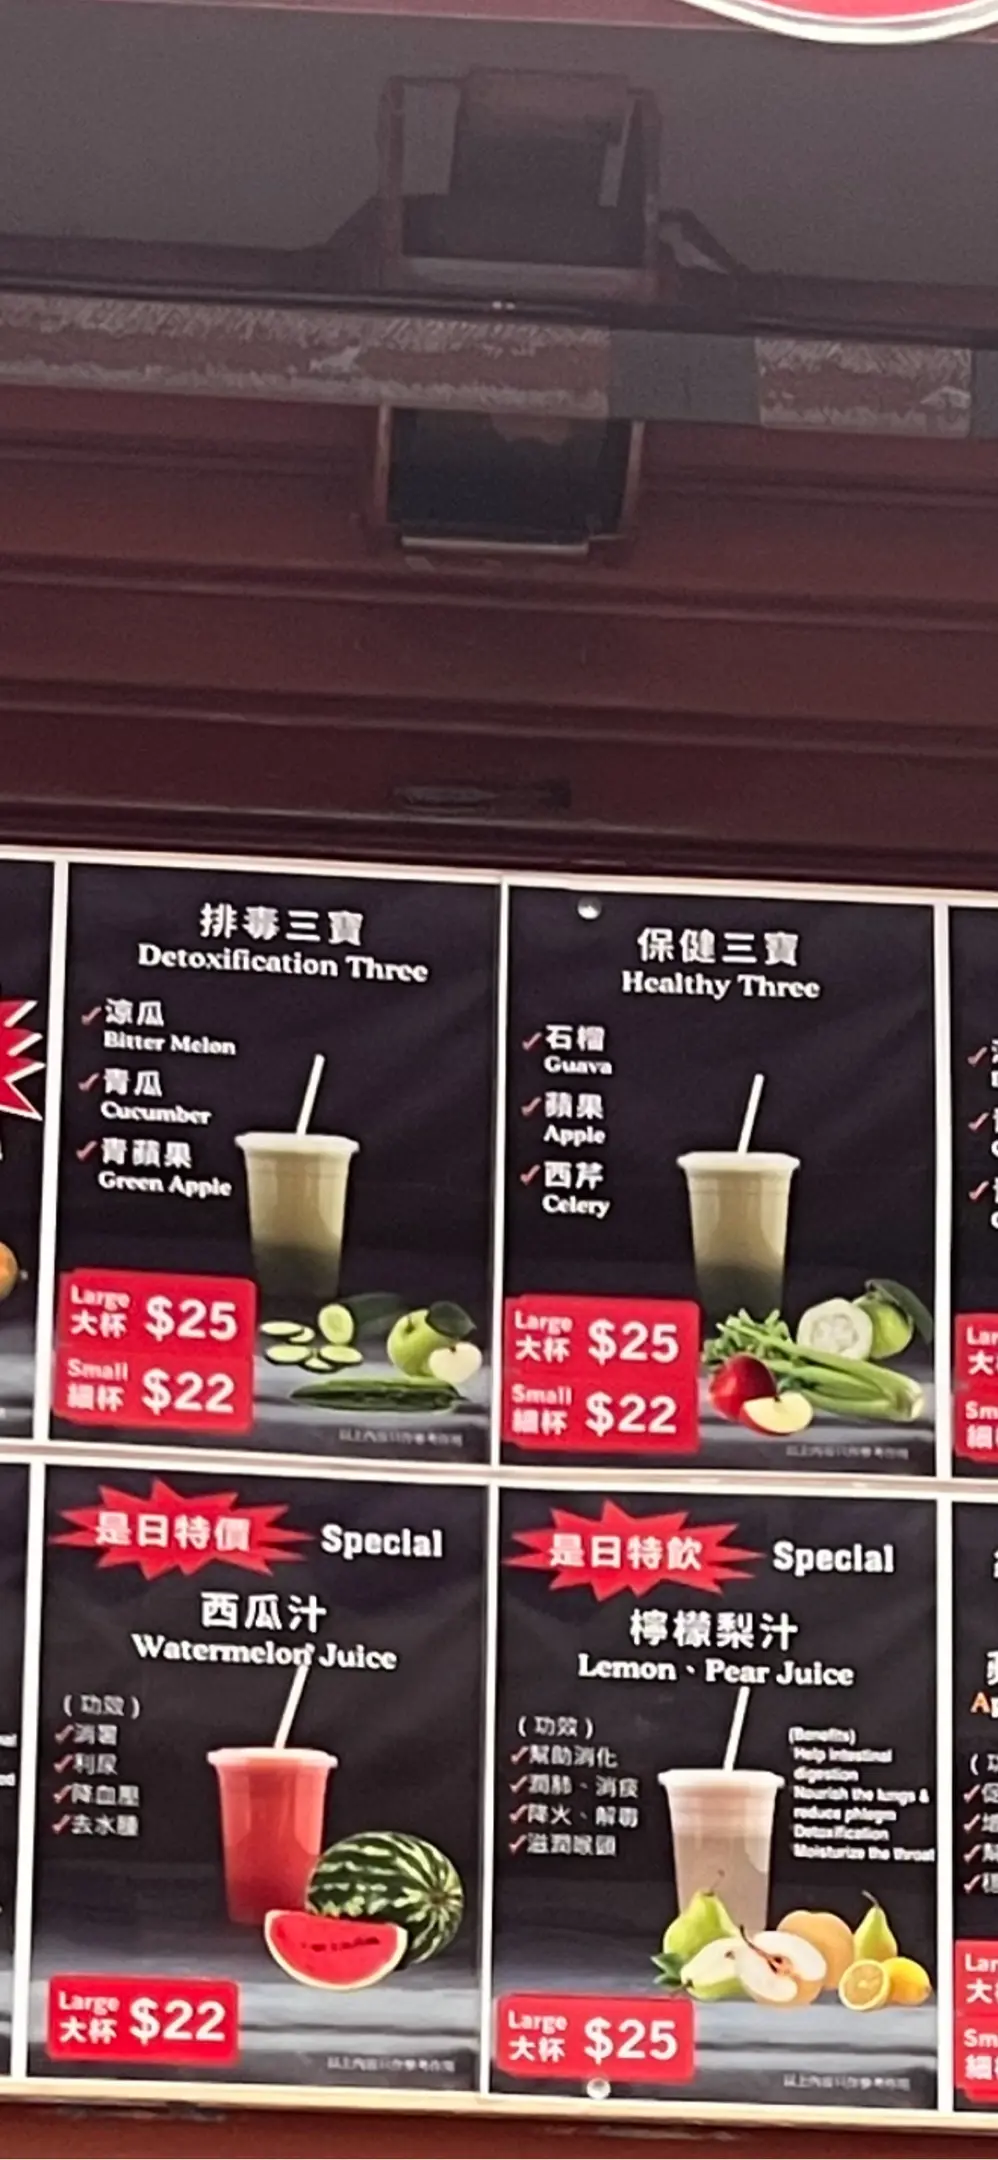 排毒三寶
Detoxification Three
涼瓜
Bitter Melon
青瓜
Cucumber
青蘋果
Green Apple
Large
大杯 $25
Small
細杯 $22
保健三寶
Healthy Three
石榴
Guava
蘋果
Apple
西芹
Celery
Large
大杯 $25
Small
細杯 $22
是日特價 Special
西瓜汁
Watermelon Juice
(功效)
消暑
利尿
降血壓
去水腫
Large
大杯 $22
是日特飲 Special
檸檬梨汁
Lemon、Pear Juice
(功效)
幫助消化
潤肺、消痰
降火、解毒
滋潤喉頭
(Benefits)
Help intestinal
digestion
Nourish the lungs &
reduce phlegm
Detoxification
Moisturize the throat
Large
大杯 $25